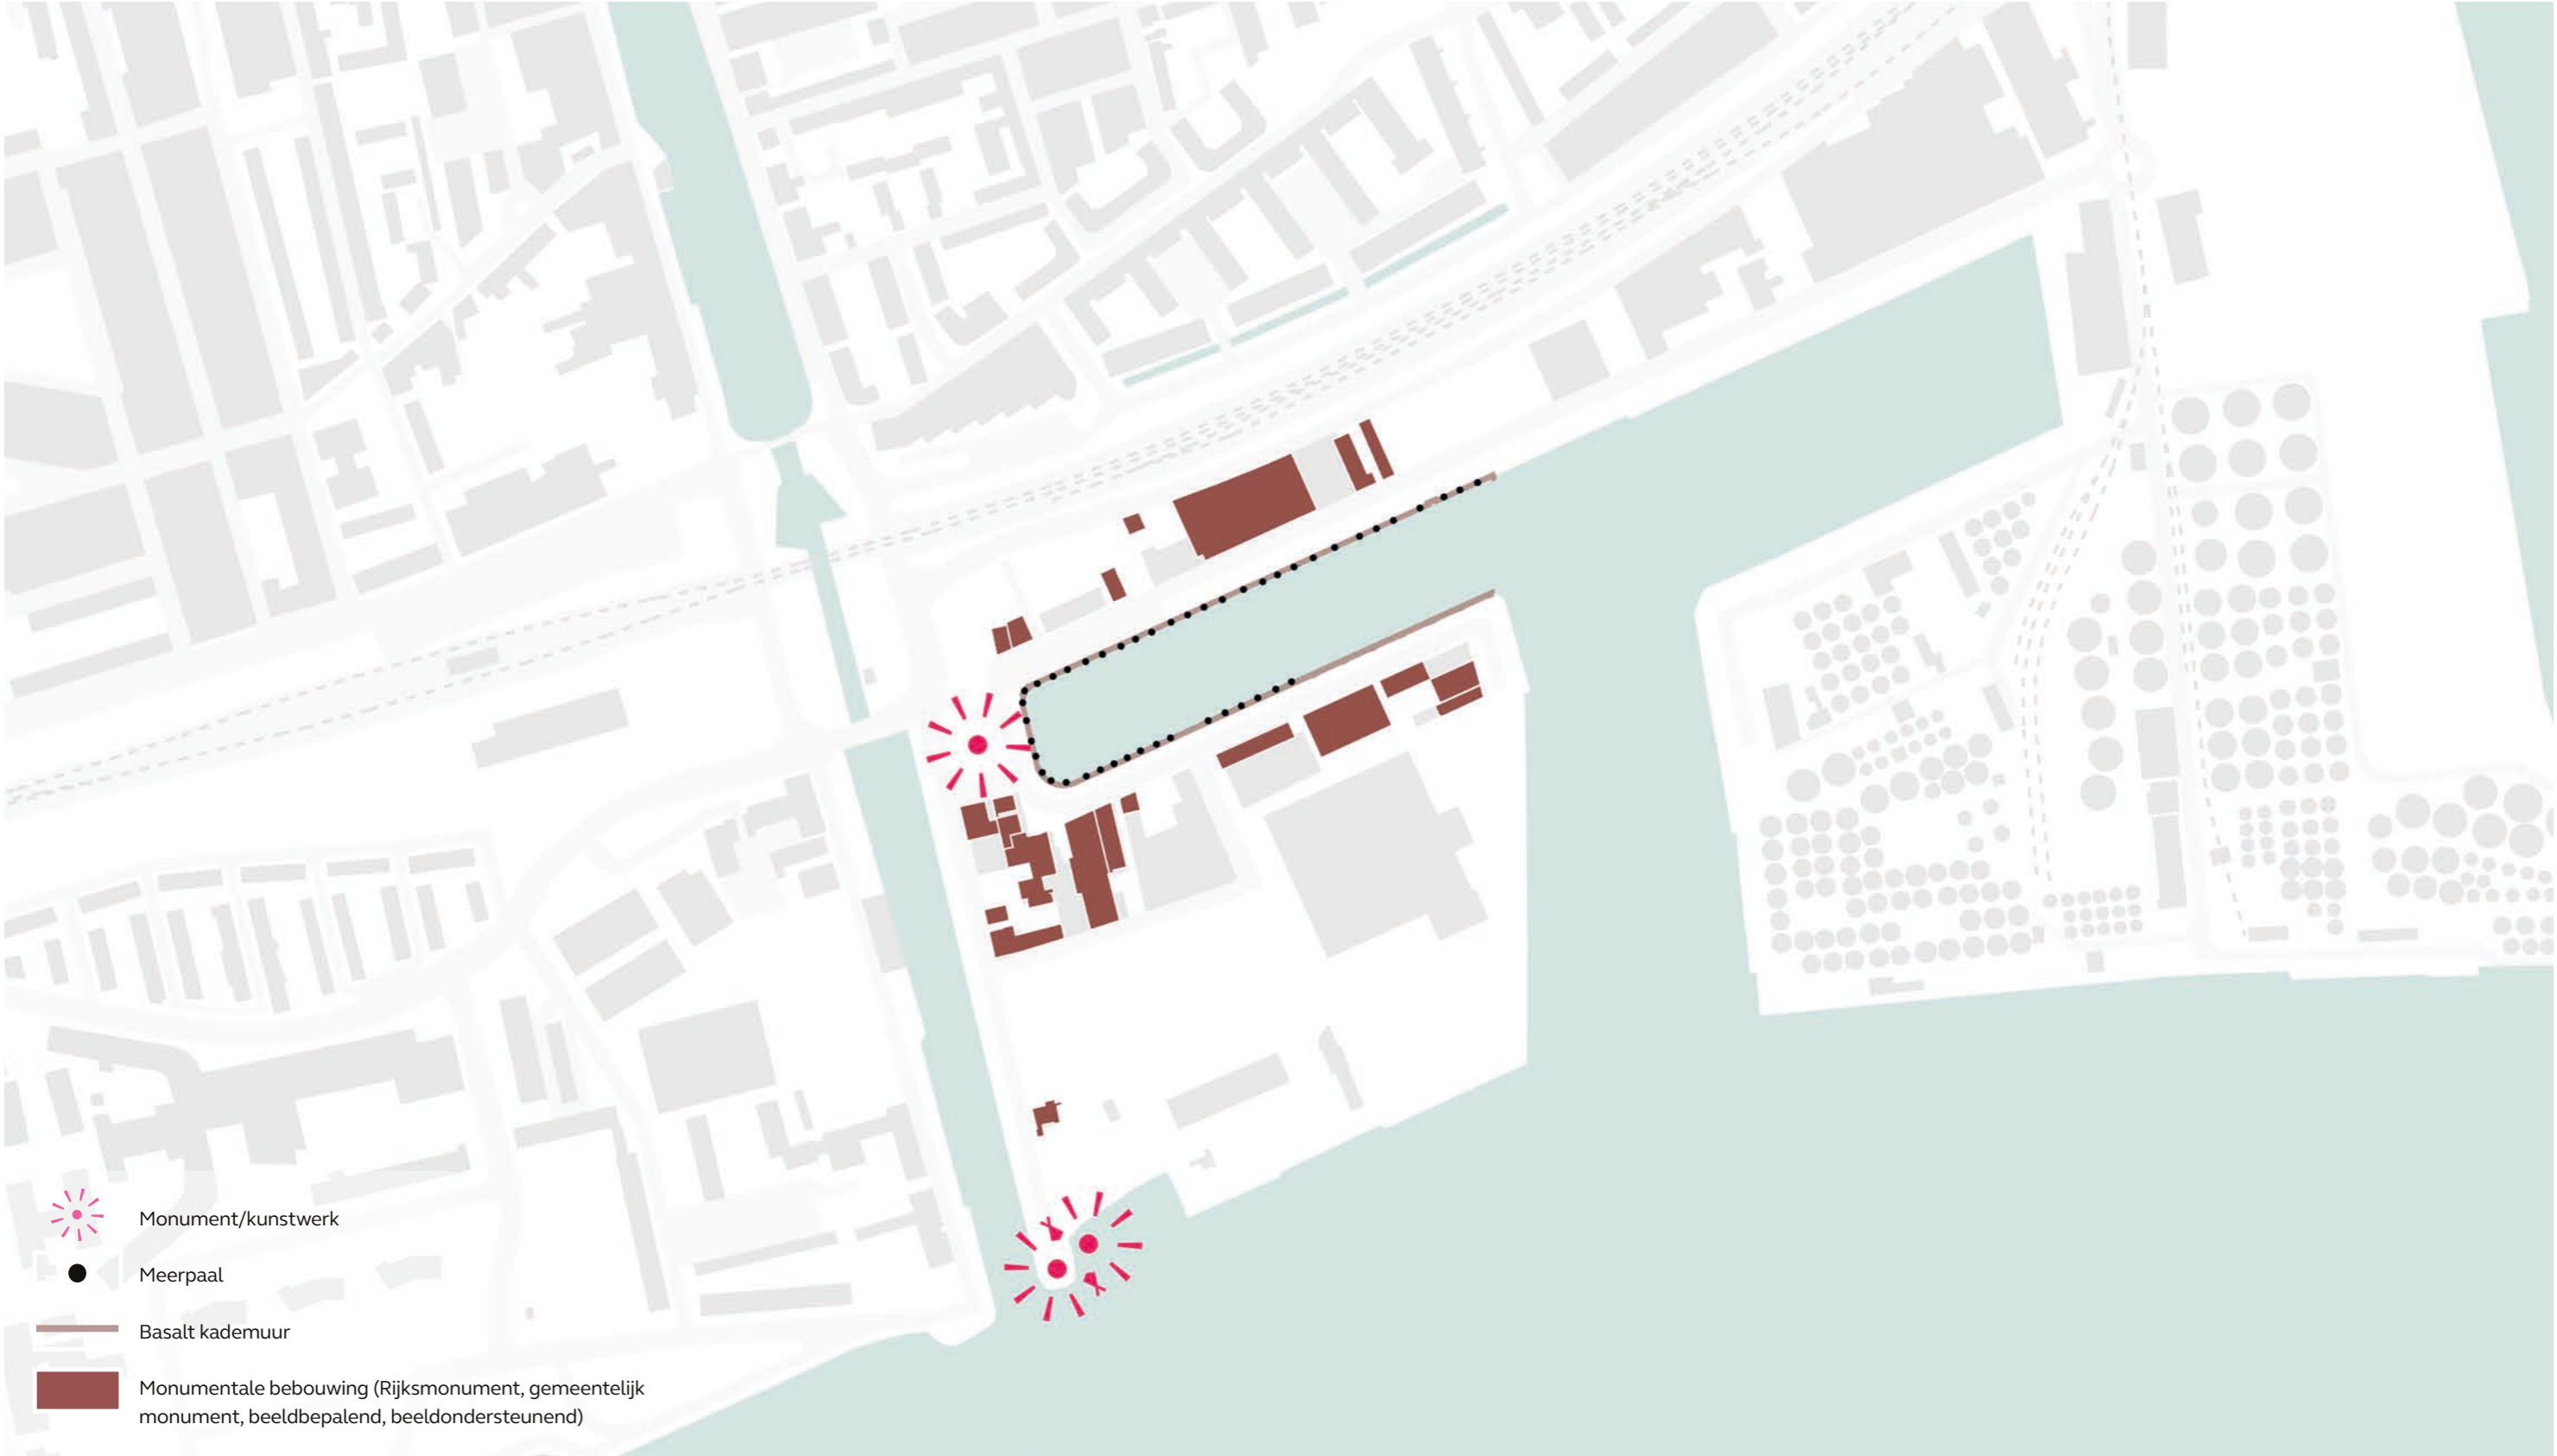 Monument/kunstwerk
Meerpaal
Basalt kademuur
Monumentale bebouwing (Rijksmonument, gemeentelijk
monument, beeldbepalend, beeldondersteunend)